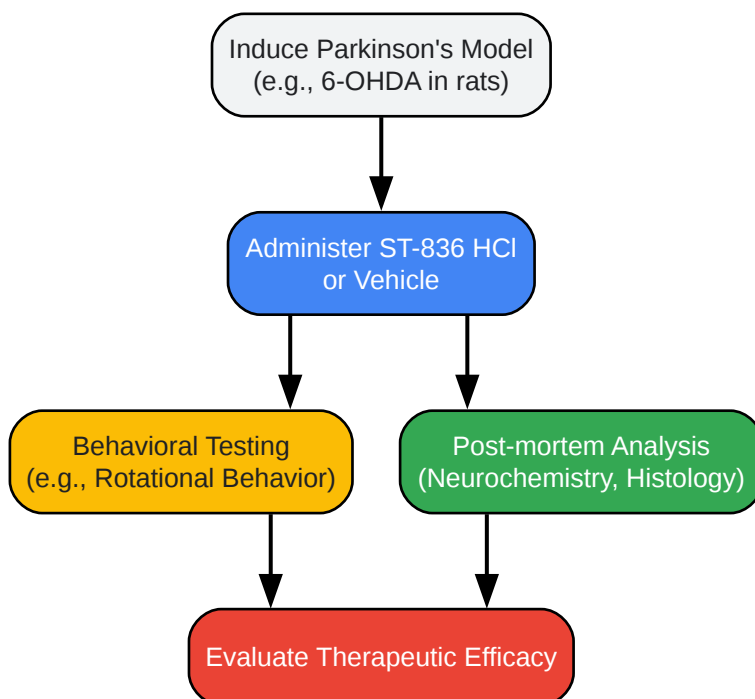 Induce Parkinson's Model
(e.g., 6-OHDA in rats)
Administer ST-836 HCl
or Vehicle
Behavioral Testing
(e.g., Rotational Behavior)
Post-mortem Analysis
(Neurochemistry, Histology)
Evaluate Therapeutic Efficacy